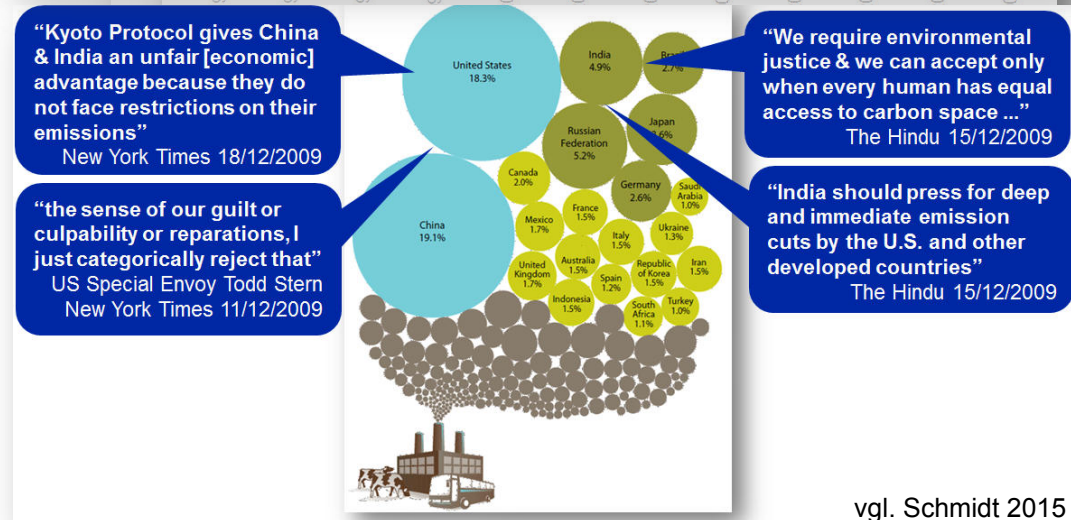 “Kyoto Protocol gives China
& India an unfair [economic]
advantage because they do
not face restrictions on their
emissions”
New York Times 18/12/2009
“the sense of our guilt or
culpability or reparations, I
just categorically reject that”
US Special Envoy Todd Stern
New York Times 11/12/2009
United States
18.3%
India
4.9%
Brazil
2.7%
Japan
3.6%
Russian
Federation
5.2%
Canada
2.0%
Germany
2.6%
Saudi
Arabia
1.0%
China
19.1%
Mexico
1.7%
France
1.5%
Italy
1.5%
Ukraine
1.3%
United
Kingdom
1.7%
Australia
1.5%
Spain
1.2%
Republic
of Korea
1.5%
Iran
1.5%
Indonesia
1.5%
South
Africa
1.1%
Turkey
1.0%
“We require environmental
justice & we can accept only
when every human has equal
access to carbon space ...”
The Hindu 15/12/2009
“India should press for deep
and immediate emission
cuts by the U.S. and other
developed countries”
The Hindu 15/12/2009
vgl. Schmidt 2015